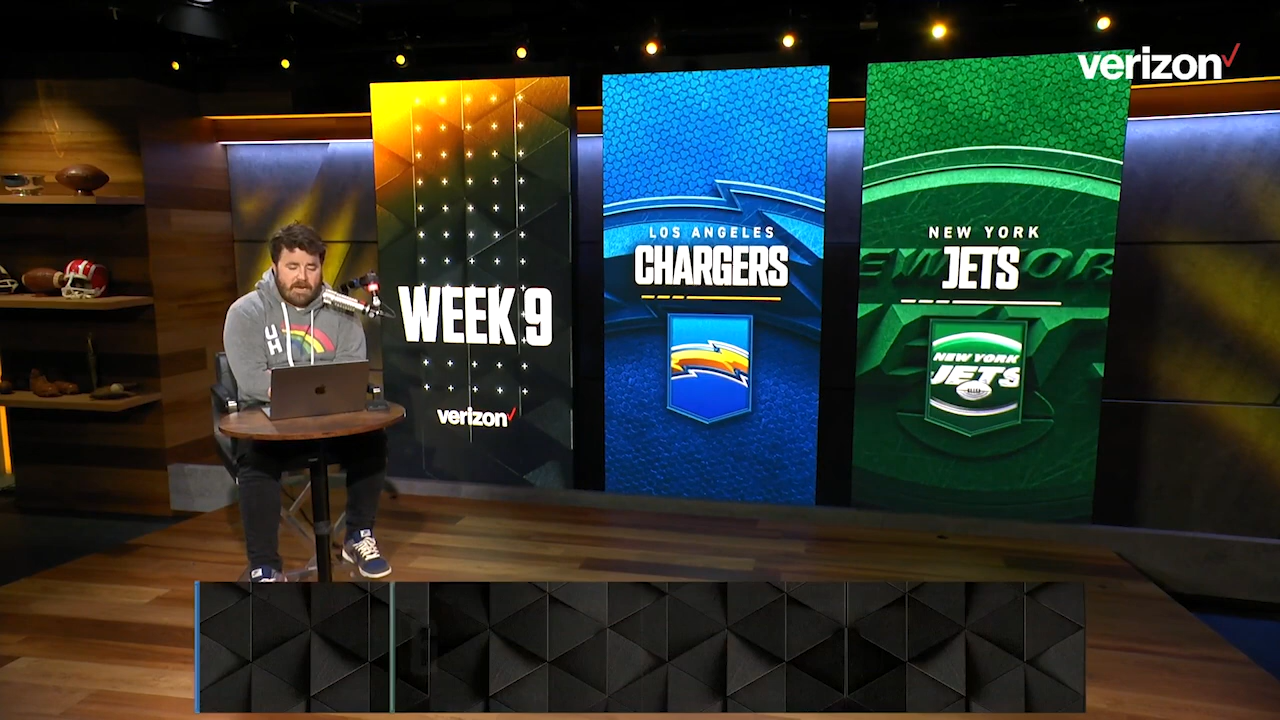 verizon
WEEK 9
verizon
LOS ANGELES
CHARGERS
NEW YORK
JETS
NEW YORK
JETS
UH